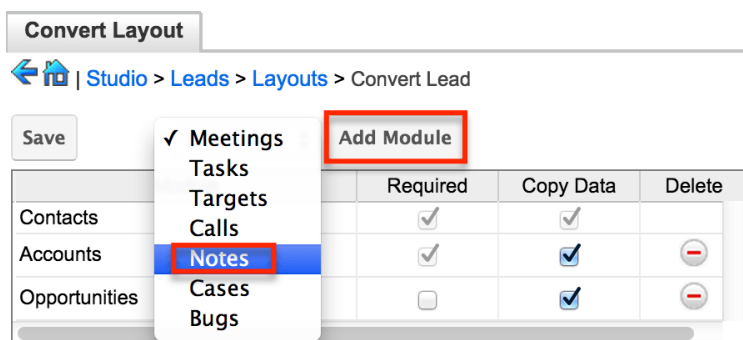 Convert Layout
| Studio > Leads > Layouts > Convert Lead
Save
✓ Meetings
Tasks
Targets
Calls
Notes
Cases
Bugs
Add Module
Required Copy Data Delete
Contacts
Accounts
Opportunities